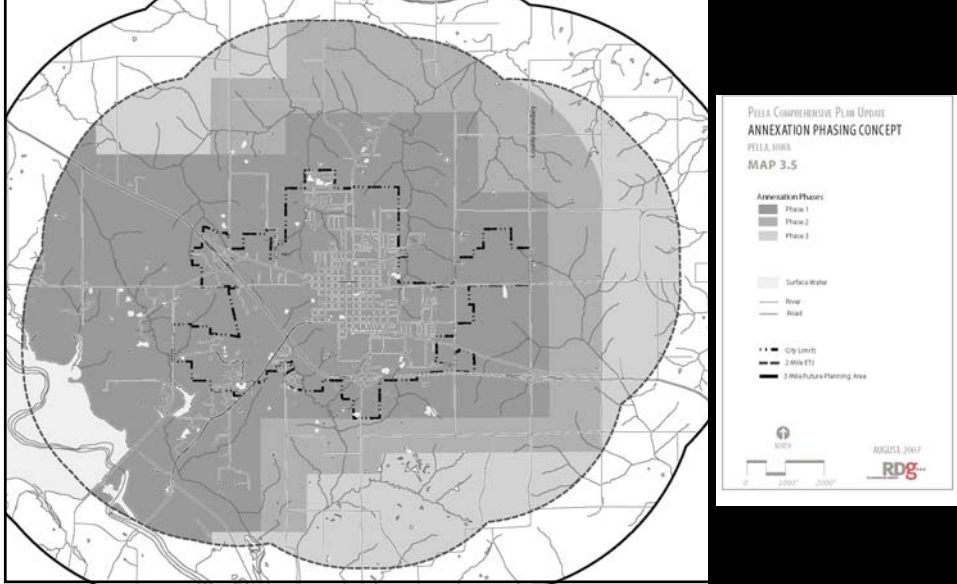 County Boundary
PELLA COMPREHENSIVE PLAN UPDATE
ANNEXATION PHASING CONCEPT
PELLA, IOWA
MAP 3.5
Annexation Phases
Phase 1
Phase 2
Phase 3
Surface Water
River
Road
City Limits
2 Mile ETJ
3 Mile Future Planning Area
NORTH
0 1000' 2000'
AUGUST, 2007
RDg